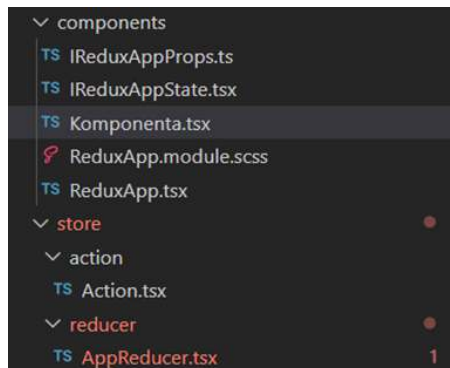 components
TS IReduxAppProps.ts
TS IReduxAppState.tsx
TS Komponenta.tsx
ReduxApp.module.scss
TS ReduxApp.tsx
store
action
TS Action.tsx
reducer
TS AppReducer.tsx 1